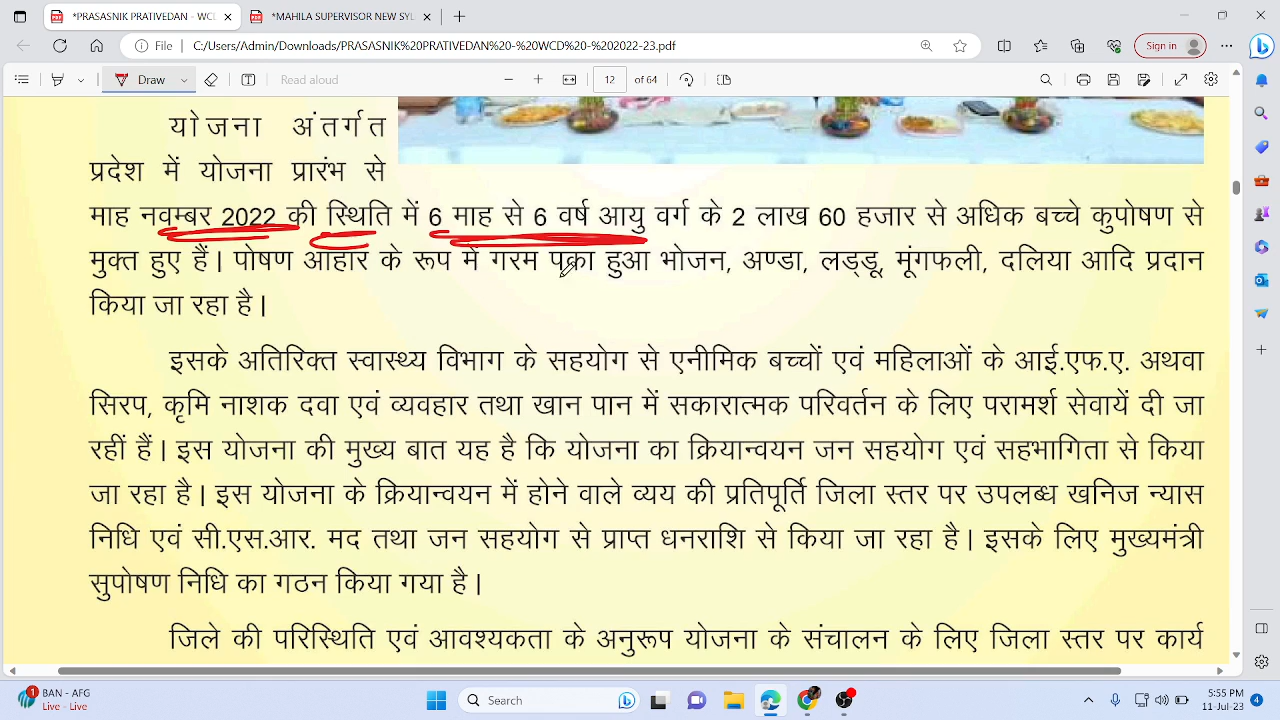 *PRASASNIK PRATIVEDAN - WCD
*MAHILA SUPERVISOR NEW SYL
File C:/Users/Admin/Downloads/PRASASNIK%20PRATIVEDAN%20-%20WCD%20-%202022-23.pdf Sign in
Draw Read aloud 12 of 64
योजना अंतर्गत
प्रदेश में योजना प्रारंभ से
माह नवम्बर 2022 की स्थिति में 6 माह से 6 वर्ष आयु वर्ग के 2 लाख 60 हजार से अधिक बच्चे कुपोषण से
मुक्त हुए हैं। पोषण आहार के रूप में गरम पका हुआ भोजन, अण्डा, लड्डू, मूंगफली, दलिया आदि प्रदान
किया जा रहा है।
इसके अतिरिक्त स्वास्थ्य विभाग के सहयोग से एनीमिक बच्चों एवं महिलाओं के आई.एफ.ए. अथवा
सिरप, कृमि नाशक दवा एवं व्यवहार तथा खान पान में सकारात्मक परिवर्तन के लिए परामर्श सेवायें दी जा
रहीं हैं। इस योजना की मुख्य बात यह है कि योजना का क्रियान्वयन जन सहयोग एवं सहभागिता से किया
जा रहा है। इस योजना के क्रियान्वयन में होने वाले व्यय की प्रतिपूर्ति जिला स्तर पर उपलब्ध खनिज न्यास
निधि एवं सी.एस.आर. मद तथा जन सहयोग से प्राप्त धनराशि से किया जा रहा है। इसके लिए मुख्यमंत्री
सुपोषण निधि का गठन किया गया है।
जिले की परिस्थिति एवं आवश्यकता के अनुरूप योजना के संचालन के लिए जिला स्तर पर कार्य
1 BAN - AFG
Live - Live
Search
5:55 PM
11-Jul-23
4